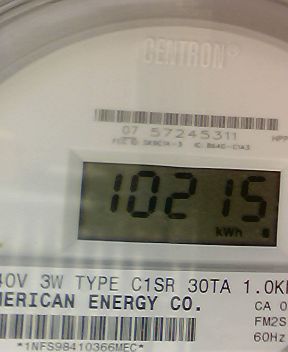 CENTRON®
07 57245311
10215
kWh
40V 3W TYPE C1SR 30TA 1.0K
MERICAN ENERGY CO.
CA 0
FM2S
60Hz
*1NFS98410366MEC*